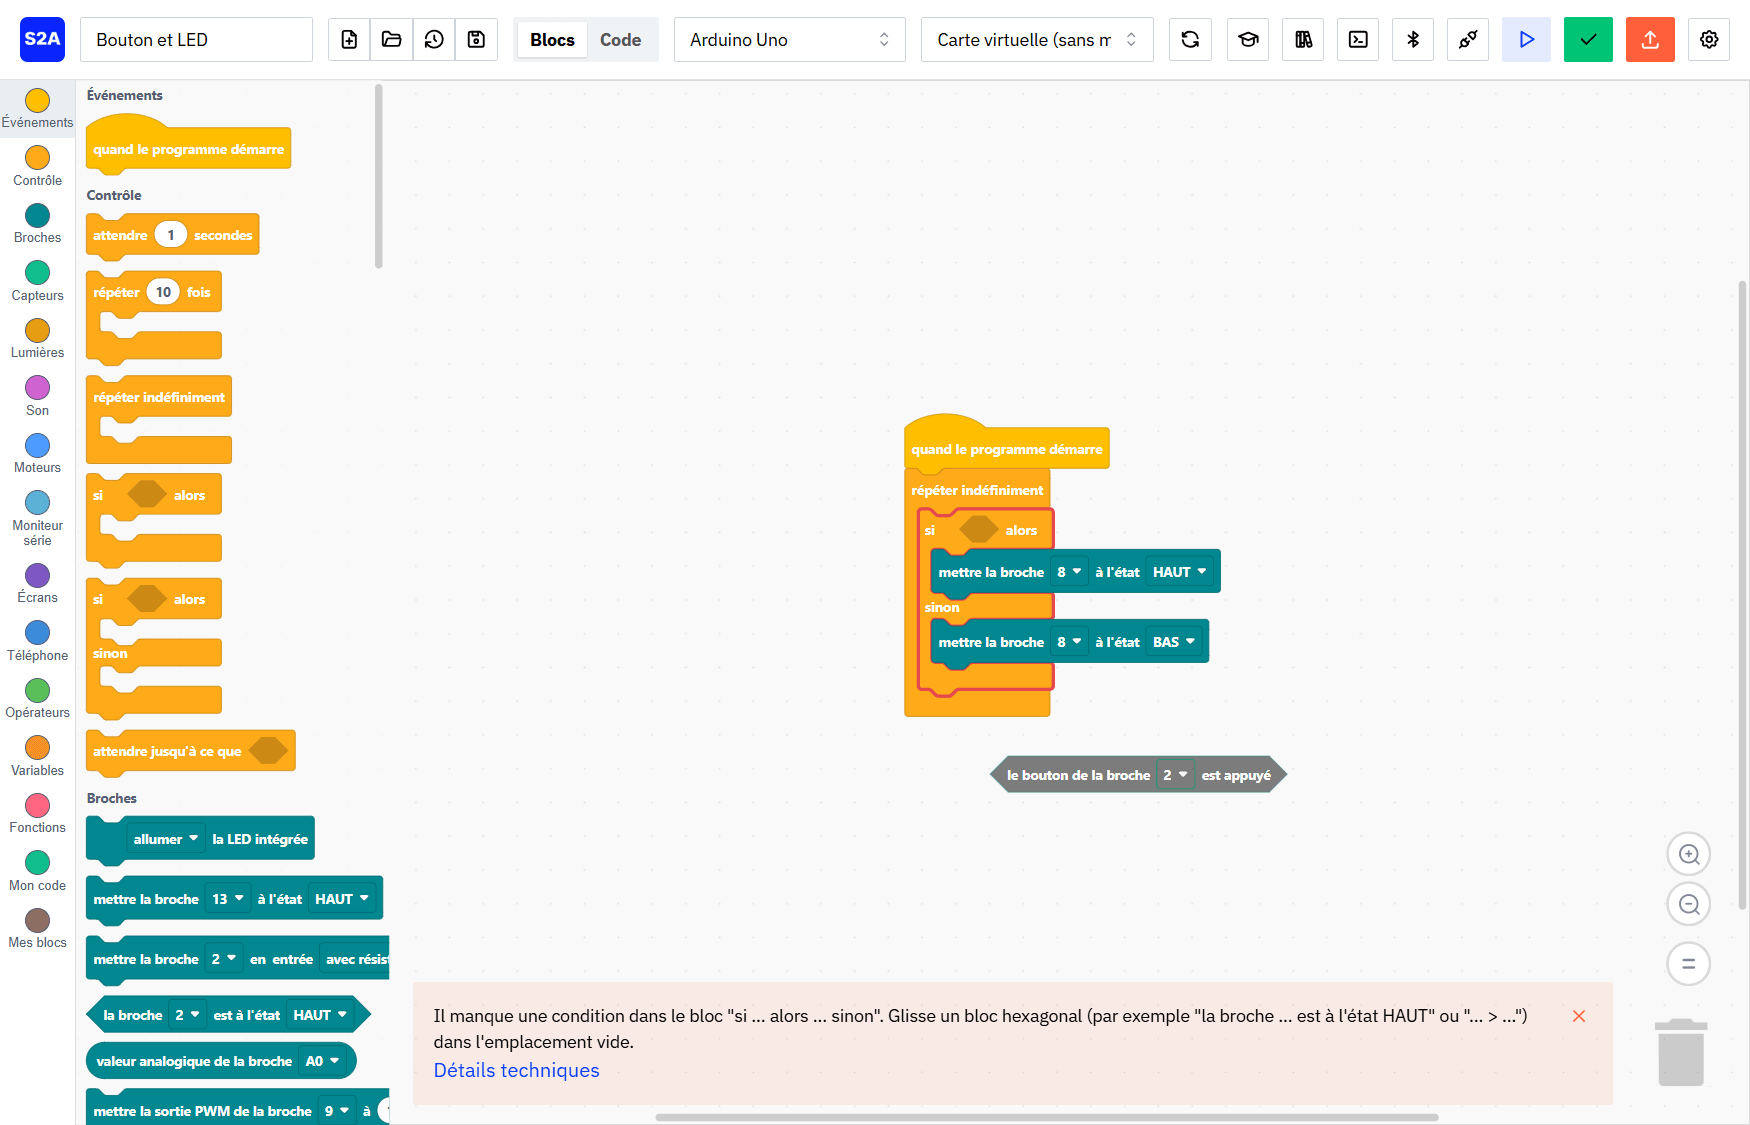 S2A
Bouton et LED
Blocs
Code
Arduino Uno
Carte virtuelle (sans m
Événements
Contrôle
Broches
Capteurs
Lumières
Son
Moteurs
Moniteur
série
Écrans
Téléphone
Opérateurs
Variables
Fonctions
Mon code
Mes blocs
Événements
quand le programme démarre
Contrôle
attendre 1 secondes
répéter 10 fois
répéter indéfiniment
si alors
si alors
sinon
attendre jusqu'à ce que
Broches
allumer la LED intégrée
mettre la broche 13 à l'état HAUT
mettre la broche 2 en entrée avec résis
la broche 2 est à l'état HAUT
valeur analogique de la broche A0
mettre la sortie PWM de la broche 9 à
quand le programme démarre
répéter indéfiniment
si alors
mettre la broche 8 à l'état HAUT
sinon
mettre la broche 8 à l'état BAS
le bouton de la broche 2 est appuyé
Il manque une condition dans le bloc "si ... alors ... sinon". Glisse un bloc hexagonal (par exemple "la broche ... est à l'état HAUT" ou "... > ...")
dans l'emplacement vide.
Détails techniques